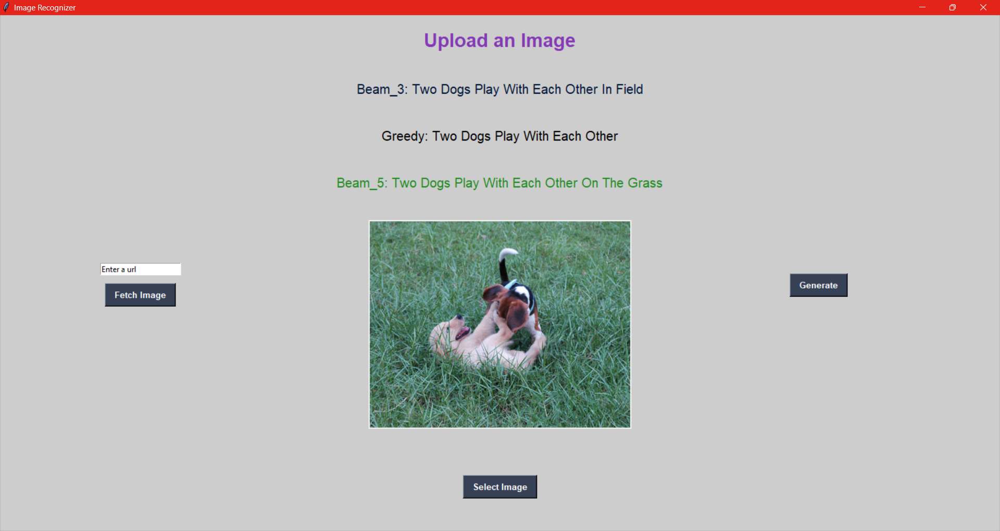 Image Recognizer
Upload an Image
Beam_3: Two Dogs Play With Each Other In Field
Greedy: Two Dogs Play With Each Other
Beam_5: Two Dogs Play With Each Other On The Grass
Enter a url
Fetch Image
Generate
Select Image